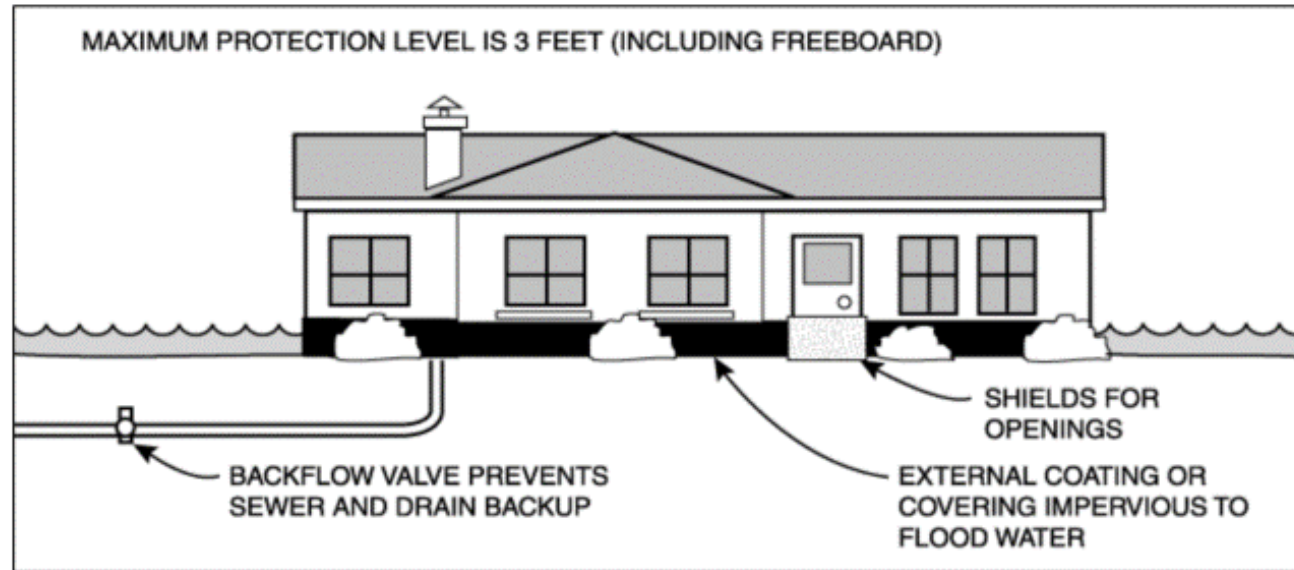 MAXIMUM PROTECTION LEVEL IS 3 FEET (INCLUDING FREEBOARD)
SHIELDS FOR
OPENINGS
BACKFLOW VALVE PREVENTS
SEWER AND DRAIN BACKUP
EXTERNAL COATING OR
COVERING IMPERVIOUS TO
FLOOD WATER